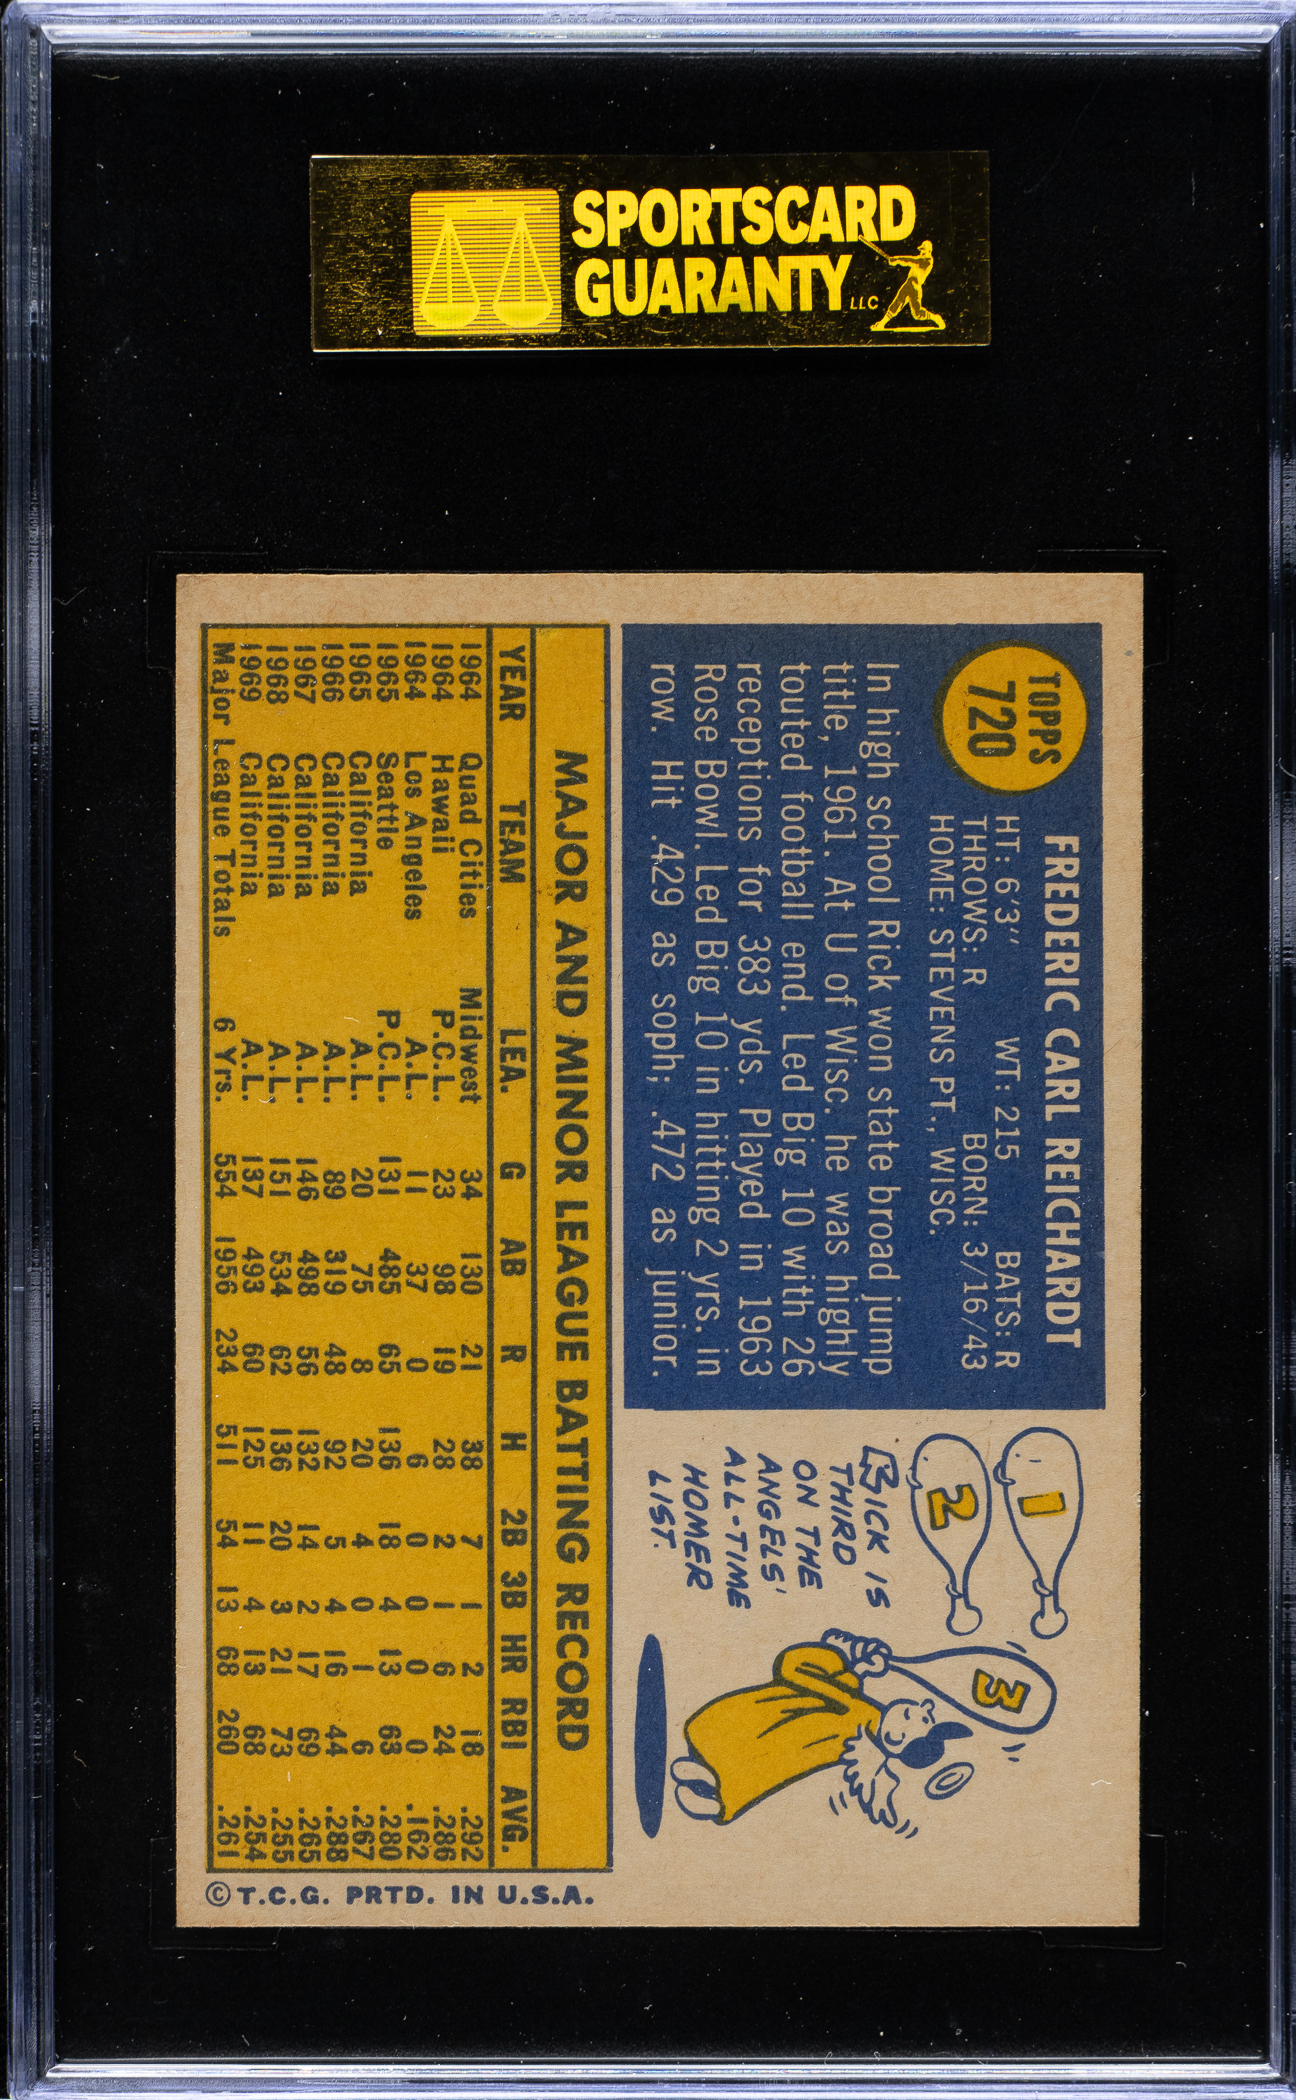 SPORTSCARD
GUARANTY LLC
TOPPS
720
FREDERIC CARL REICHARDT
HT: 6'3" WT: 215 BATS: R
THROWS: R BORN: 3/16/43
HOME: STEVENS PT., WISC.
In high school Rick won state broad jump
title, 1961. At U of Wisc. he was highly
touted football end. Led Big 10 with 26
receptions for 383 yds. Played in 1963
Rose Bowl. Led Big 10 in hitting 2 yrs. in
row. Hit .429 as soph; .472 as junior.
1
2
3
RICK IS
THIRD
ON THE
ANGELS'
ALL-TIME
HOMER
LIST.
MAJOR AND MINOR LEAGUE BATTING RECORD
YEAR TEAM LEA. G AB R H 2B 3B HR RBI AVG.
1964 Quad Cities Midwest 34 130 21 38 7 1 2 18 .292
1964 Hawaii P.C.L. 23 98 19 28 2 1 6 24 .286
1964 Los Angeles A.L. 11 37 0 6 0 0 0 0 .162
1965 Seattle P.C.L. 131 485 65 136 18 4 13 63 .280
1965 California A.L. 20 75 8 20 4 0 1 6 .267
1966 California A.L. 89 319 48 92 5 4 16 44 .288
1967 California A.L. 146 498 56 132 14 2 17 69 .265
1968 California A.L. 151 534 62 136 20 3 21 73 .255
1969 California A.L. 137 493 60 125 11 4 13 68 .254
Major League Totals 6 Yrs. 554 1956 234 511 54 13 68 260 .261
© T.C.G. PRTD. IN U.S.A.